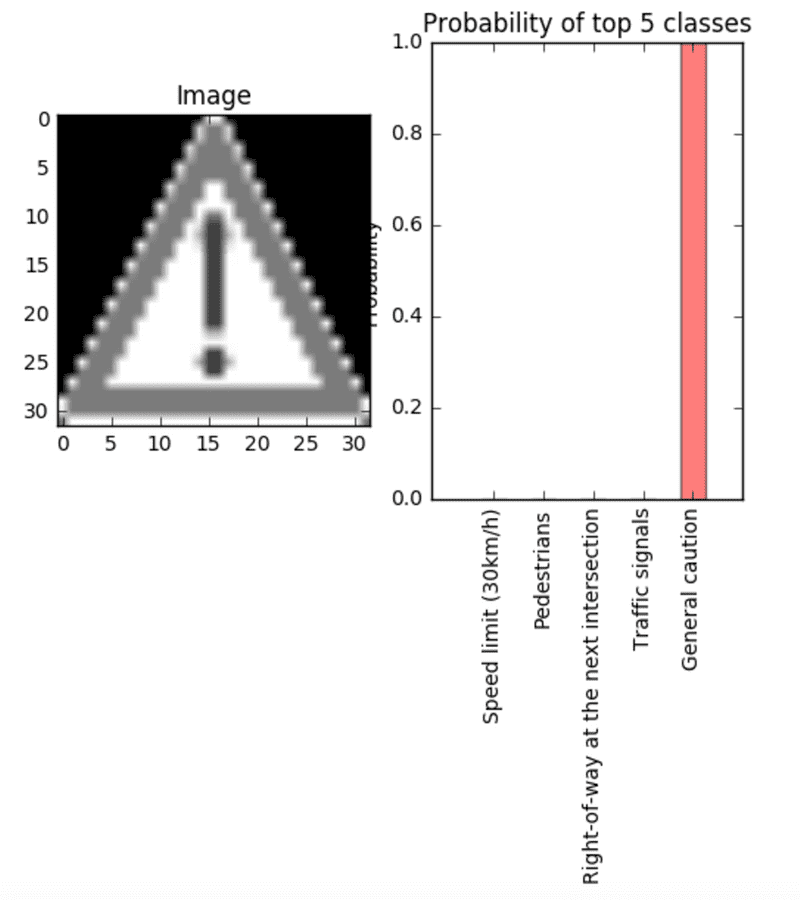 Image
0
5
10
15
20
25
30
0 5 10 15 20 25 30
Probability of top 5 classes
Probability
1.0
0.8
0.6
0.4
0.2
0.0
Speed limit (30km/h)
Pedestrians
Right-of-way at the next intersection
Traffic signals
General caution